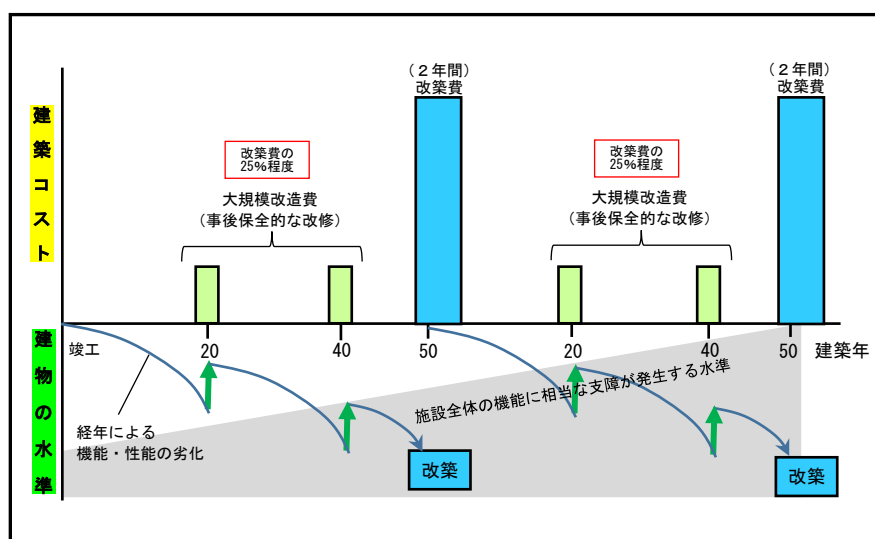 建築コスト
建物の水準
（２年間）
改築費
改築費の
25%程度
大規模改造費
（事後保全的な改修）
（２年間）
改築費
改築費の
25%程度
大規模改造費
（事後保全的な改修）
竣工
20
40
50
20
40
50
建築年
施設全体の機能に相当な支障が発生する水準
経年による
機能・性能の劣化
改築
改築